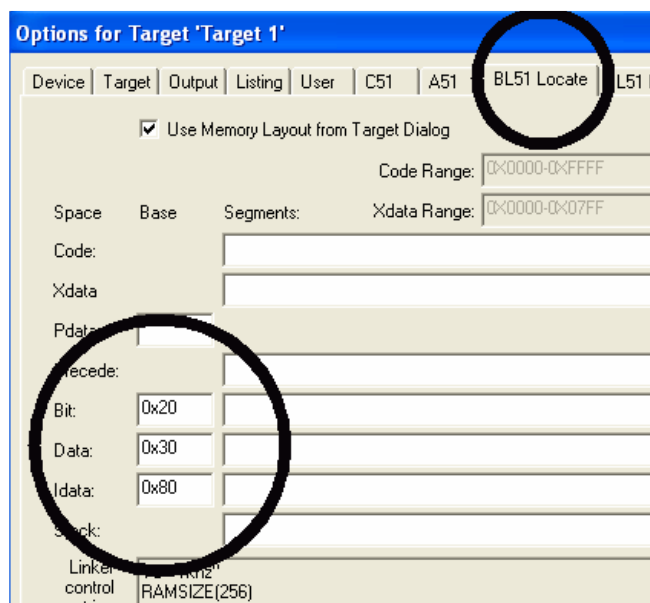 Options for Target 'Target 1'
Device Target Output Listing User C51 A51 BL51 Locate
Use Memory Layout from Target Dialog
Code Range: 0X0000-0XFFFF
Space Base Segments: Xdata Range: 0X0000-0X07FF
Code:
Xdata
Bit: 0x20
Data: 0x30
Idata: 0x80
Linker
control
RAMSIZE(256)